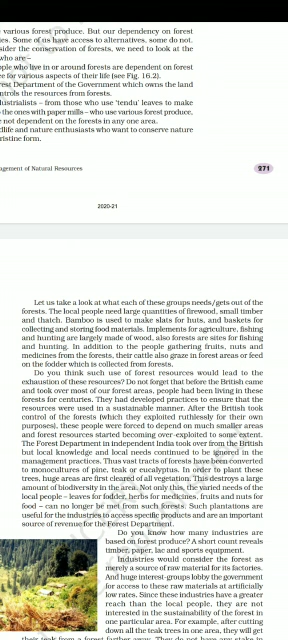 various forest produce. But our dependency on forest
ies. Some of us have access to alternatives, some do not.
sider the conservation of forests, we need to look at the
who are –
ople who live in or around forests are dependent on forest
ce for various aspects of their life (see Fig. 16.2).
rest Department of the Government which owns the land
ntrols the resources from forests.
dustrialists – from those who use 'tendu' leaves to make
the ones with paper mills – who use various forest produce,
e not dependent on the forests in any one area.
ldlife and nature enthusiasts who want to conserve nature
ristine form.
agement of Natural Resources
271
2020-21
Let us take a look at what each of these groups needs/gets out of the
forests. The local people need large quantities of firewood, small timber
and thatch. Bamboo is used to make slats for huts, and baskets for
collecting and storing food materials. Implements for agriculture, fishing
and hunting are largely made of wood, also forests are sites for fishing
and hunting. In addition to the people gathering fruits, nuts and
medicines from the forests, their cattle also graze in forest areas or feed
on the fodder which is collected from forests.
Do you think such use of forest resources would lead to the
exhaustion of these resources? Do not forget before the British came
and took over most of our forest areas, people had been living in these
forests for centuries. They had developed practices to ensure that the
resources were used in a sustainable manner. After the British took
control of the forests (which they exploited ruthlessly for their own
purposes), these people were forced to depend on much smaller areas
and forest resources started becoming over-exploited to some extent.
The Forest Department in independent India took over from the British
but local knowledge and local needs continued to be ignored in the
management practices. Thus vast tracts of forests have been converted
to monocultures of pine, teak or eucalyptus. In order to plant these
trees, huge areas are first cleared of all vegetation. This destroys a large
amount of biodiversity in the area. Not only this, the varied needs of the
local people – leaves for fodder, herbs for medicines, fruits and nuts for
food – can no longer be met from such forests. Such plantations are
useful for the industries to access specific products and are an important
source of revenue for the Forest Department.
Do you know how many industries are
based on forest produce? A short count reveals
timber, paper, lac and sports equipment.
Industries would consider the forest as
merely a source of raw material for its factories.
And huge interest-groups lobby the government
for access to these raw materials at artificially
low rates. Since these industries have a greater
reach than the local people, they are not
interested in the sustainability of the forest in
one particular area. For example, after cutting
down all the teak trees in one area, they will get
their teak from a forest further away. They do not have any stake in